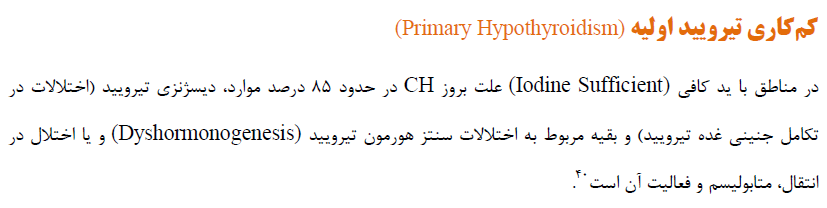 کم‌کاری تیرویید اولیه (Primary Hypothyroidism)
در مناطق با ید کافی (Iodine Sufficient) علت بروز CH در حدود ۸۵ درصد موارد، دیسژنزی تیرویید (اختلالات در
تکامل جنینی غده تیرویید) و بقیه مربوط به اختلالات سنتز هورمون تیرویید (Dyshormonogenesis) و یا اختلال در
انتقال، متابولیسم و فعالیت آن است۴۰.